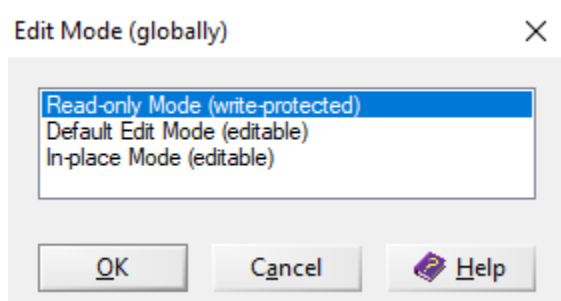 Edit Mode (globally)
Read-only Mode (write-protected)
Default Edit Mode (editable)
In-place Mode (editable)
OK Cancel Help